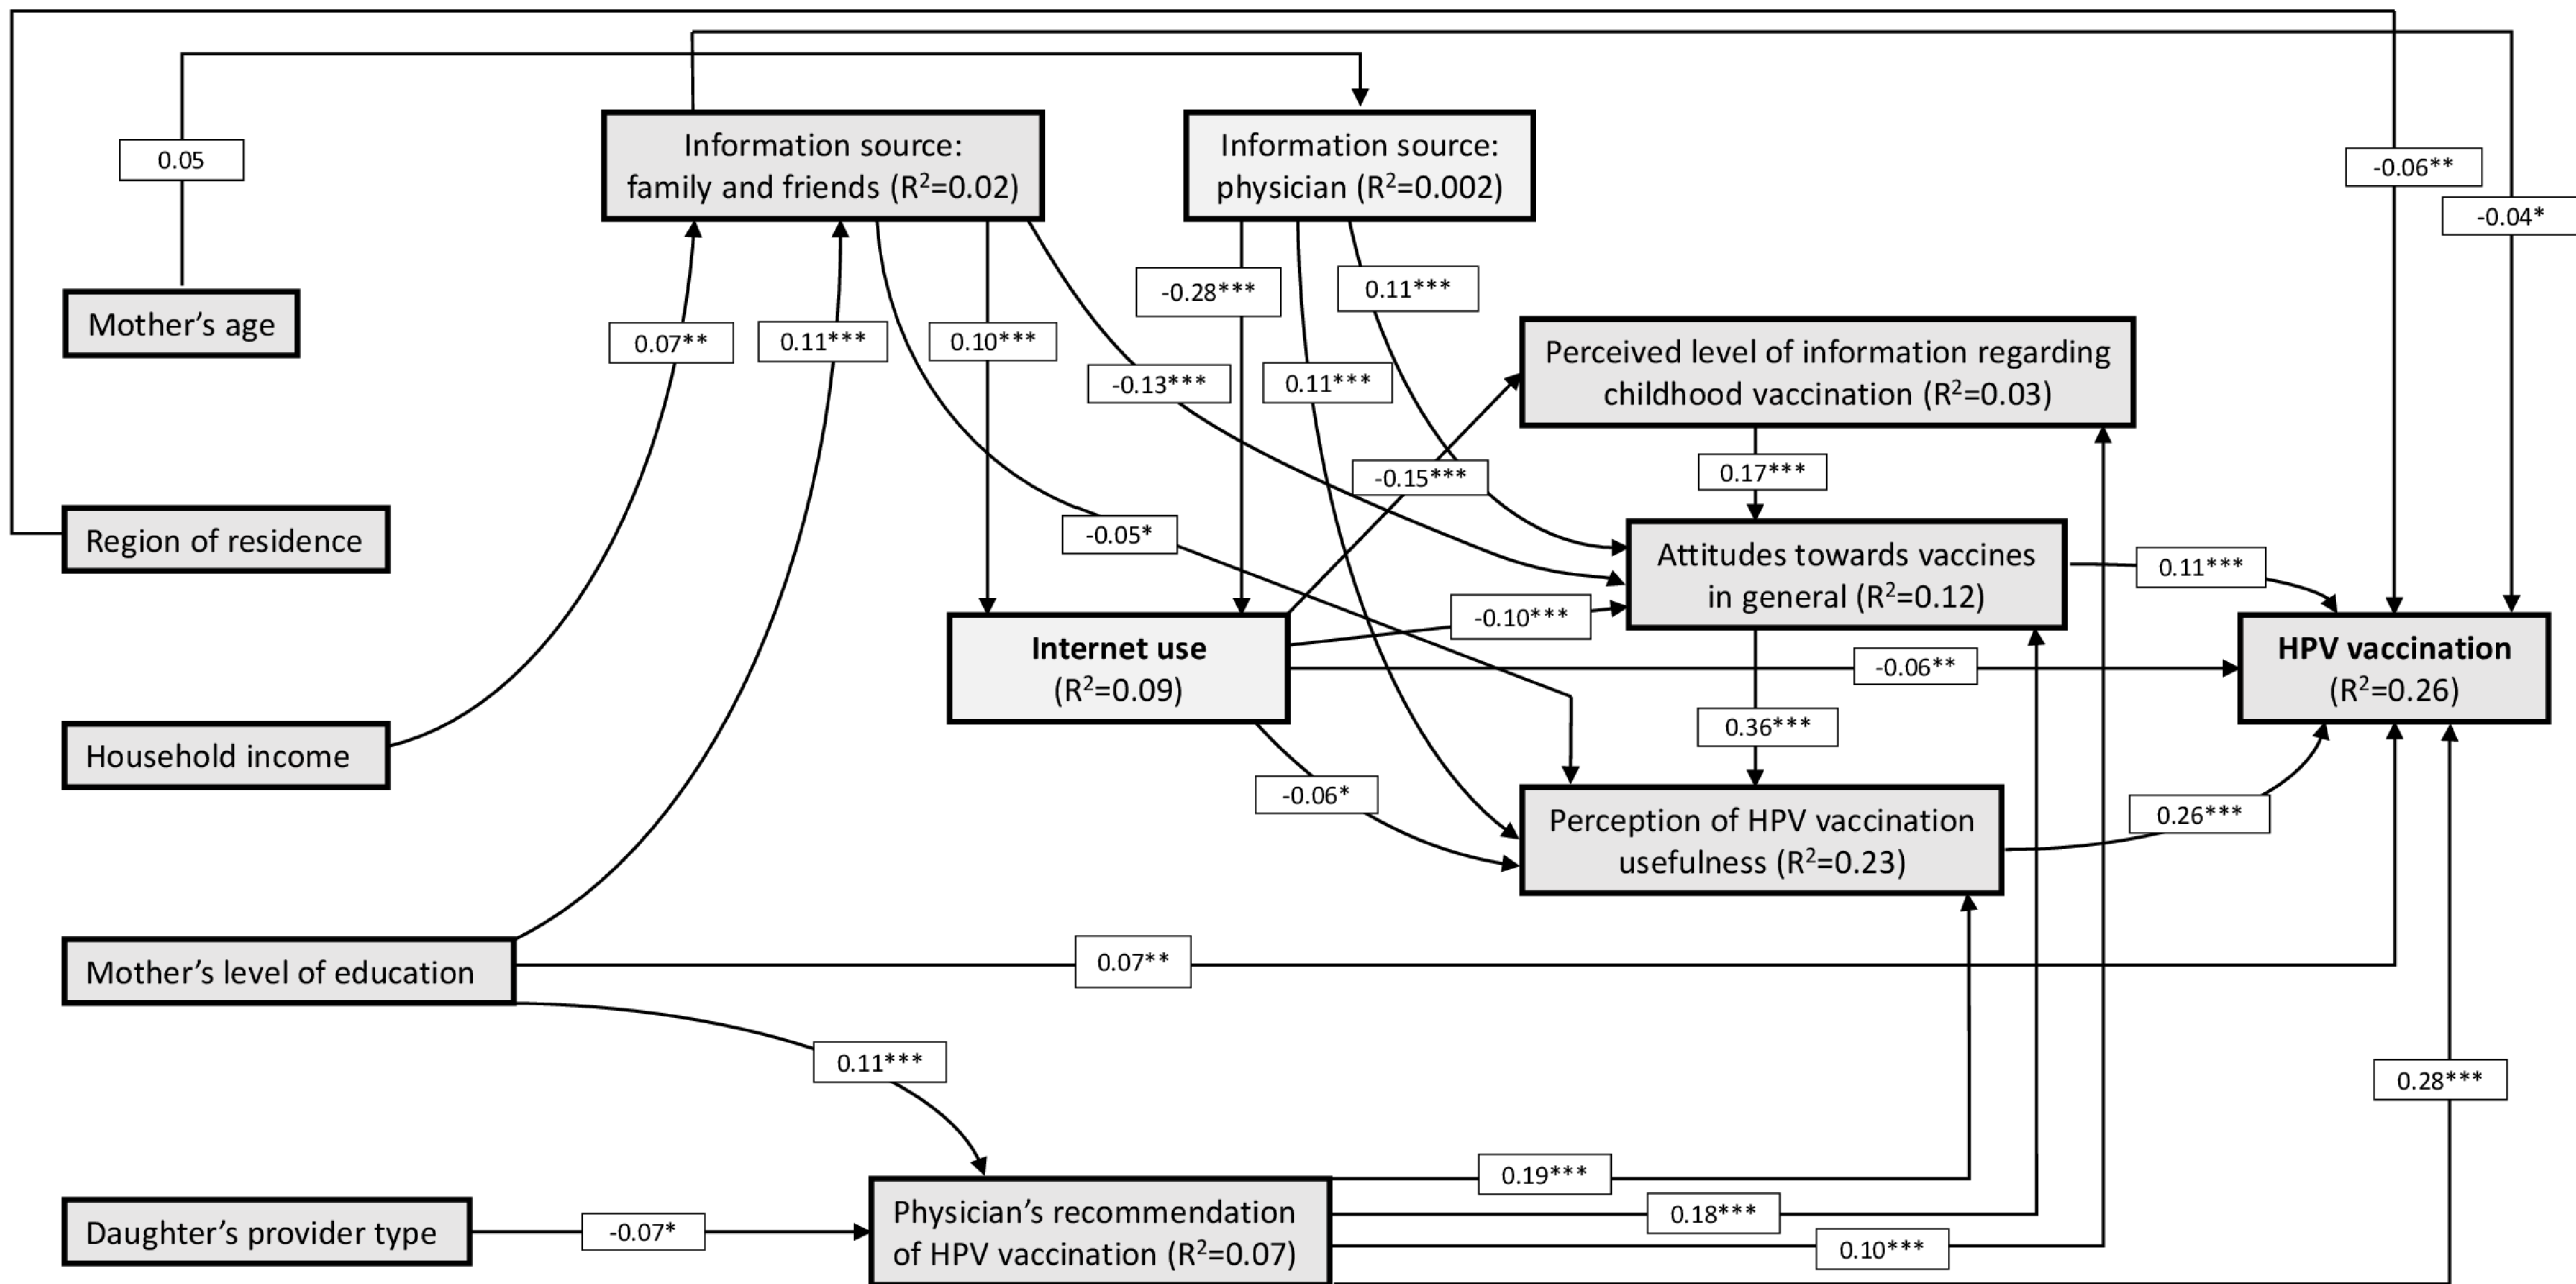 0.05
Information source:
family and friends (R²=0.02)
Information source:
physician (R²=0.002)
-0.06**
-0.04*
Mother’s age
0.07**
0.11***
0.10***
-0.13***
-0.28***
0.11***
0.11***
Perceived level of information regarding
childhood vaccination (R²=0.03)
-0.15***
0.17***
Region of residence
-0.05*
Attitudes towards vaccines
in general (R²=0.12)
0.11***
-0.10***
Internet use
(R²=0.09)
-0.06**
HPV vaccination
(R²=0.26)
Household income
0.36***
-0.06*
Perception of HPV vaccination
usefulness (R²=0.23)
0.26***
Mother’s level of education
0.07**
0.11***
0.28***
Daughter’s provider type
-0.07*
Physician’s recommendation
of HPV vaccination (R²=0.07)
0.19***
0.18***
0.10***